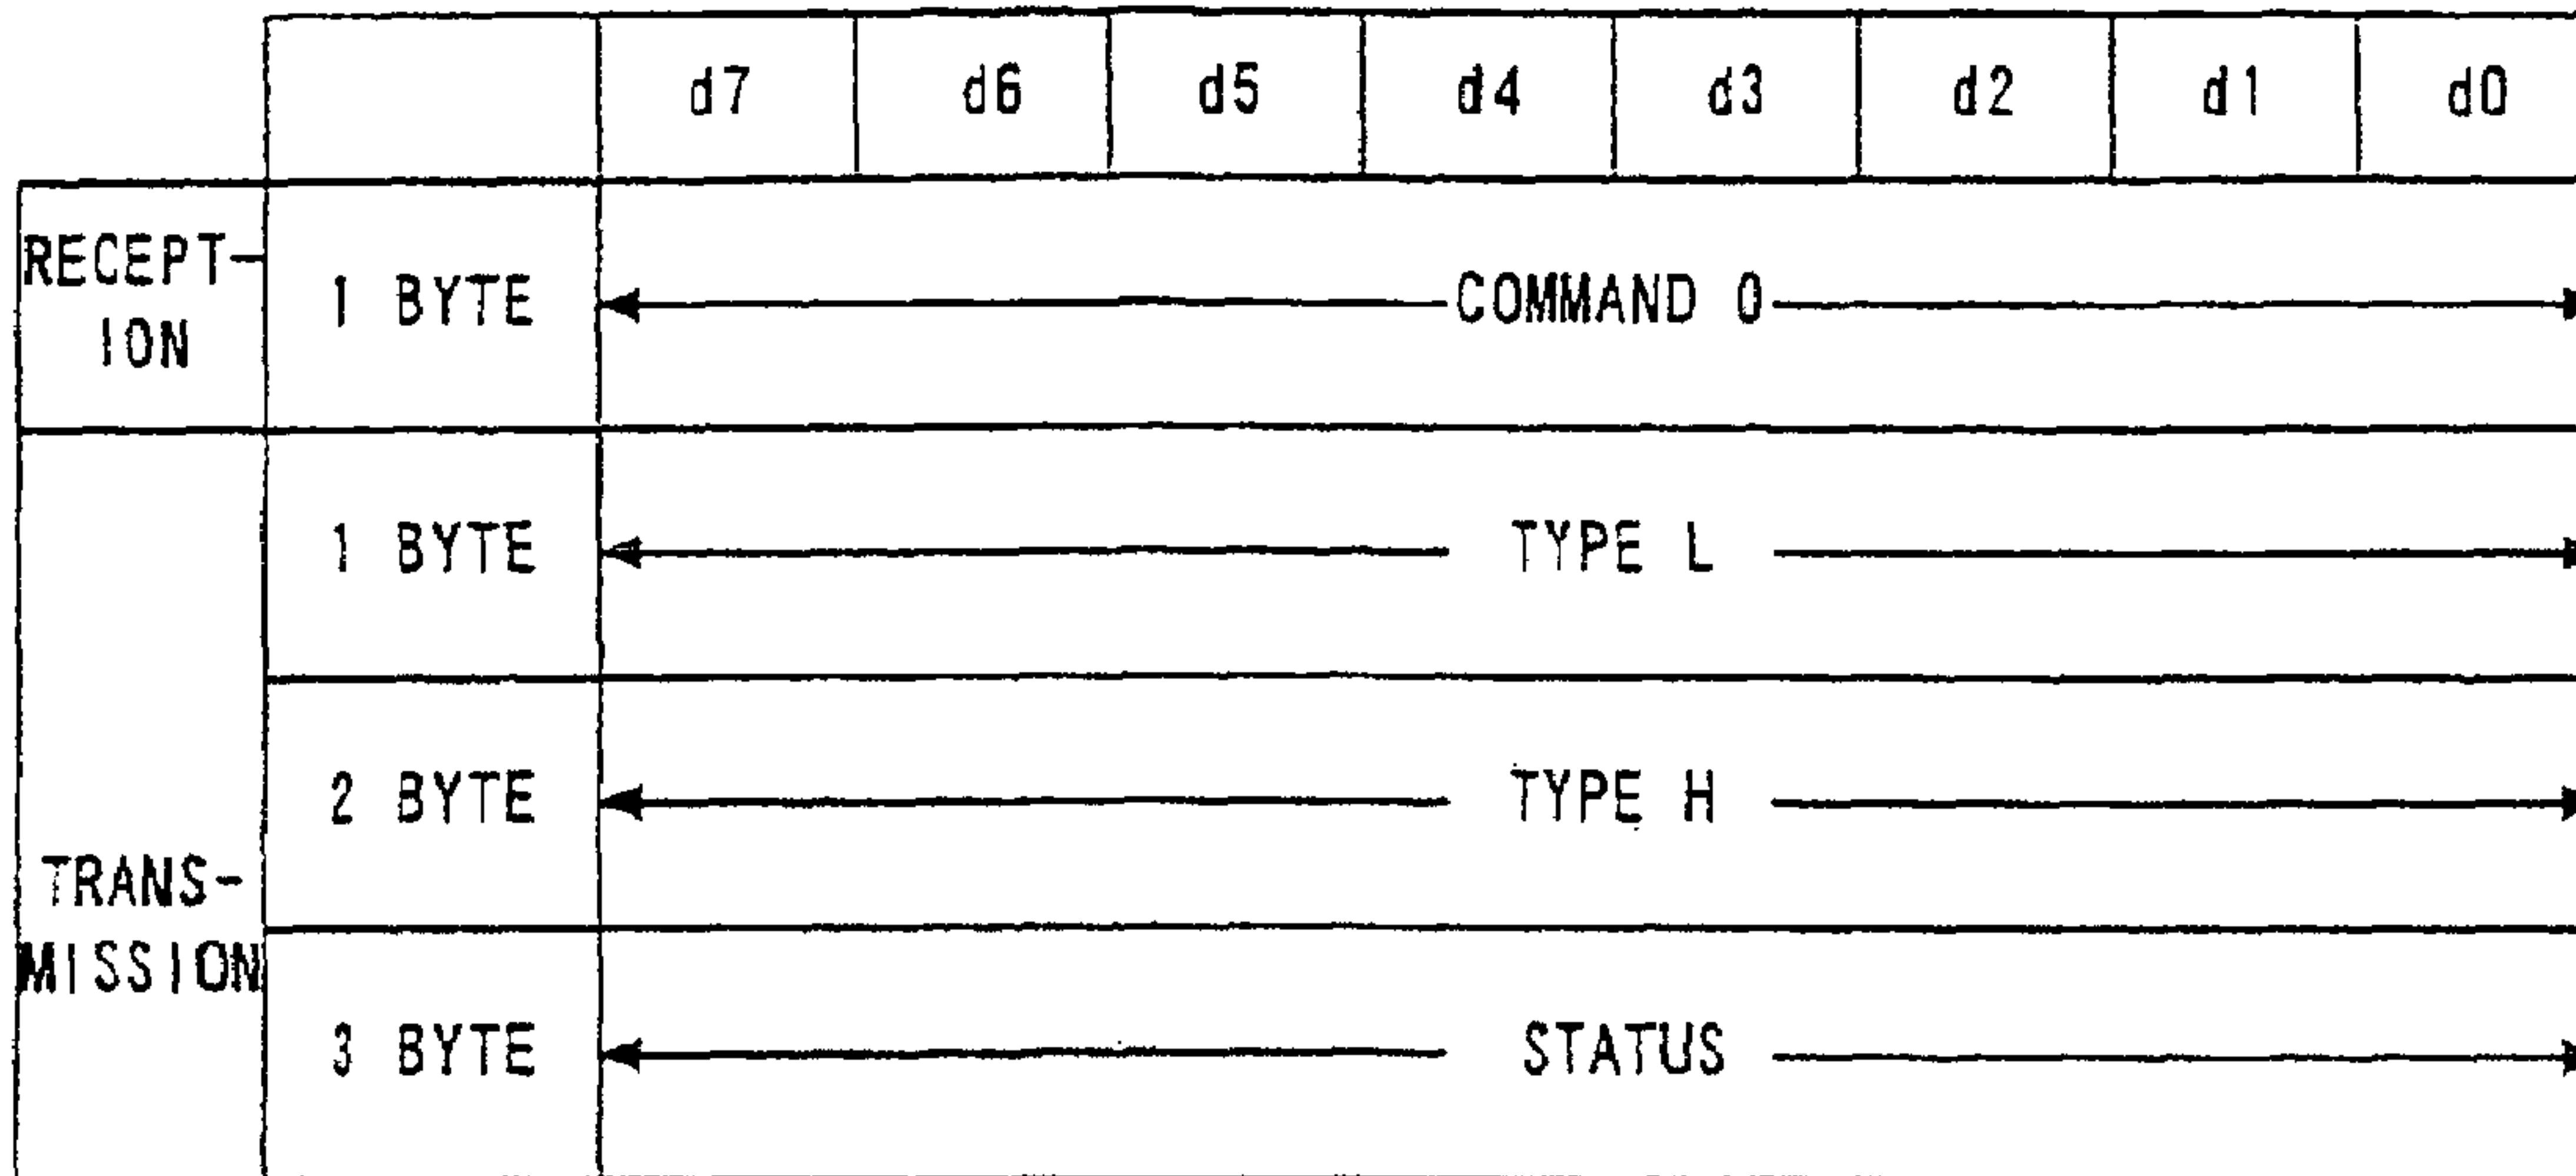 d7 d6 d5 d4 d3 d2 d1 d0
RECEPT-
ION
1 BYTE COMMAND 0
TRANS-
MISSION
1 BYTE TYPE L
2 BYTE TYPE H
3 BYTE STATUS